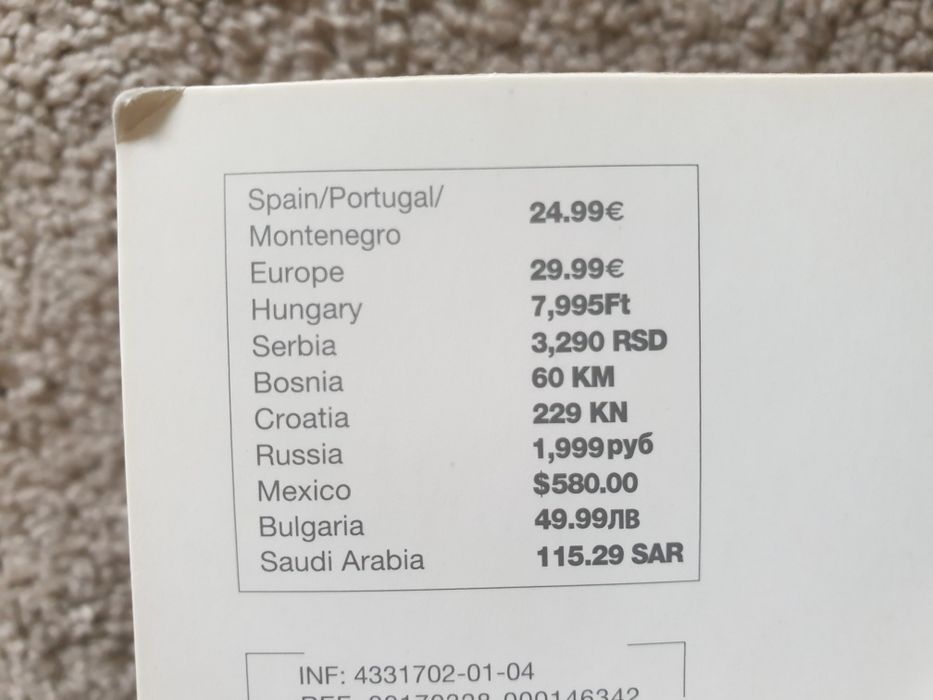 Spain/Portugal/
Montenegro 24.99€
Europe 29.99€
Hungary 7,995Ft
Serbia 3,290 RSD
Bosnia 60 KM
Croatia 229 KN
Russia 1,999руб
Mexico $580.00
Bulgaria 49.99ЛВ
Saudi Arabia 115.29 SAR
INF: 4331702-01-04